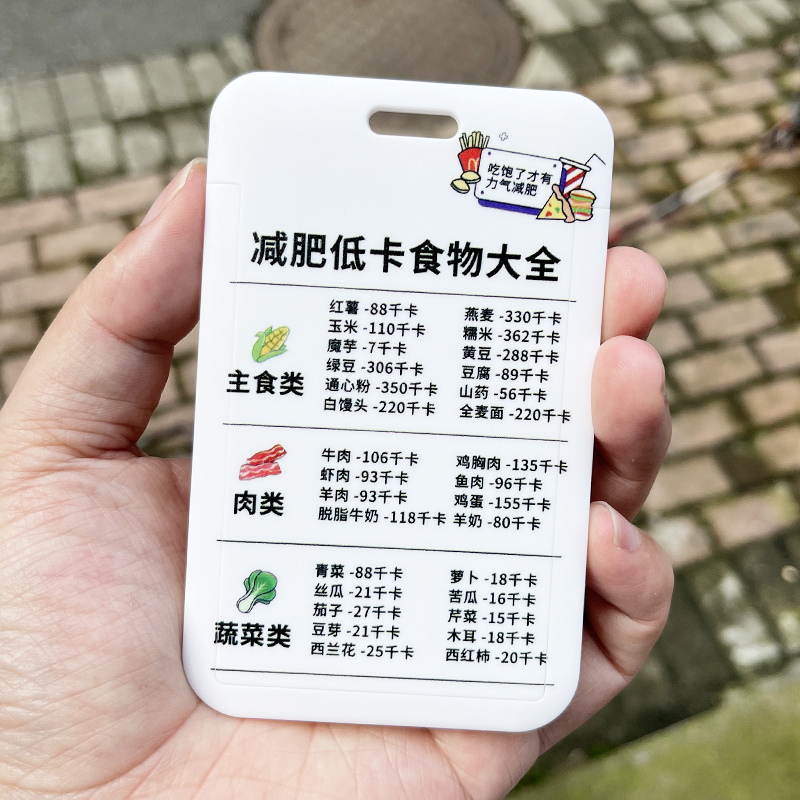 吃饱了才有
力气减肥
减肥低卡食物大全
主食类
红薯 -88千卡
玉米 -110千卡
魔芋 -7千卡
绿豆 -306千卡
通心粉 -350千卡
白馒头 -220千卡
燕麦 -330千卡
糯米 -362千卡
黄豆 -288千卡
豆腐 -89千卡
山药 -56千卡
全麦面 -220千卡
肉类
牛肉 -106千卡
虾肉 -93千卡
羊肉 -93千卡
脱脂牛奶 -118千卡
鸡胸肉 -135千卡
鱼肉 -96千卡
鸡蛋 -155千卡
羊奶 -80千卡
蔬菜类
青菜 -88千卡
丝瓜 -21千卡
茄子 -27千卡
豆芽 -21千卡
西兰花 -25千卡
萝卜 -18千卡
苦瓜 -16千卡
芹菜 -15千卡
木耳 -18千卡
西红柿 -20千卡